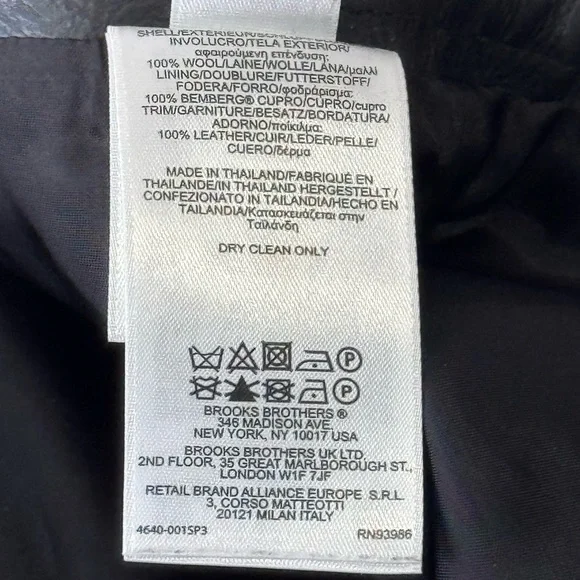 SHELL/EXTERIEUR/
INVOLUCRO/TELA EXTERIOR/
αφαιρούμενη επένδυση
100% WOOL/LAINE/WOLLE/LANA/μαλλί
LINING/DOUBLURE/FUTTERSTOFF/
FODERA/FORRO/φοδράρισμα:
100% BEMBERG® CUPRO/CUPRO/cupro
TRIM/GARNITURE/BESATZ/BORDATURA/
ADORNO/ποίκιλμα:
100% LEATHER/CUIR/LEDER/PELLE/
CUERO/δέρμα
MADE IN THAILAND/FABRIQUÉ EN
THAILANDE/IN THAILAND HERGESTELLT /
CONFEZIONATO IN TAILANDIA/HECHO EN
TAILANDIA/Κατασκευάζεται στην
Ταϊλάνδη
DRY CLEAN ONLY
P
P
BROOKS BROTHERS ®
346 MADISON AVE.
NEW YORK, NY 10017 USA
BROOKS BROTHERS UK LTD.
2ND FLOOR, 35 GREAT MARLBOROUGH ST.,
LONDON W1F 7JF
RETAIL BRAND ALLIANCE EUROPE S.R.L.
3, CORSO MATTEOTTI
20121 MILAN ITALY
4640-001SP3 RN93986